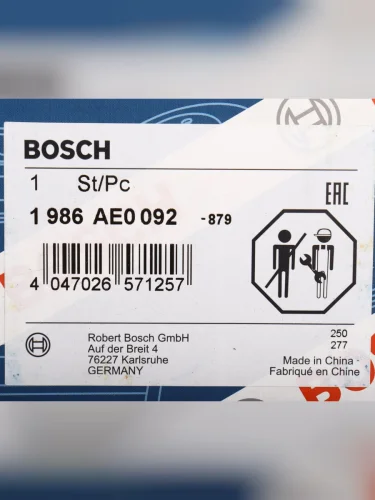 BOSCH
1 St/Pc
1 986 AE0 092 -879
EAC
4 047026 571257
Robert Bosch GmbH
Auf der Breit 4
76227 Karlsruhe
GERMANY
250
277
Made in China
Fabriqué en Chine